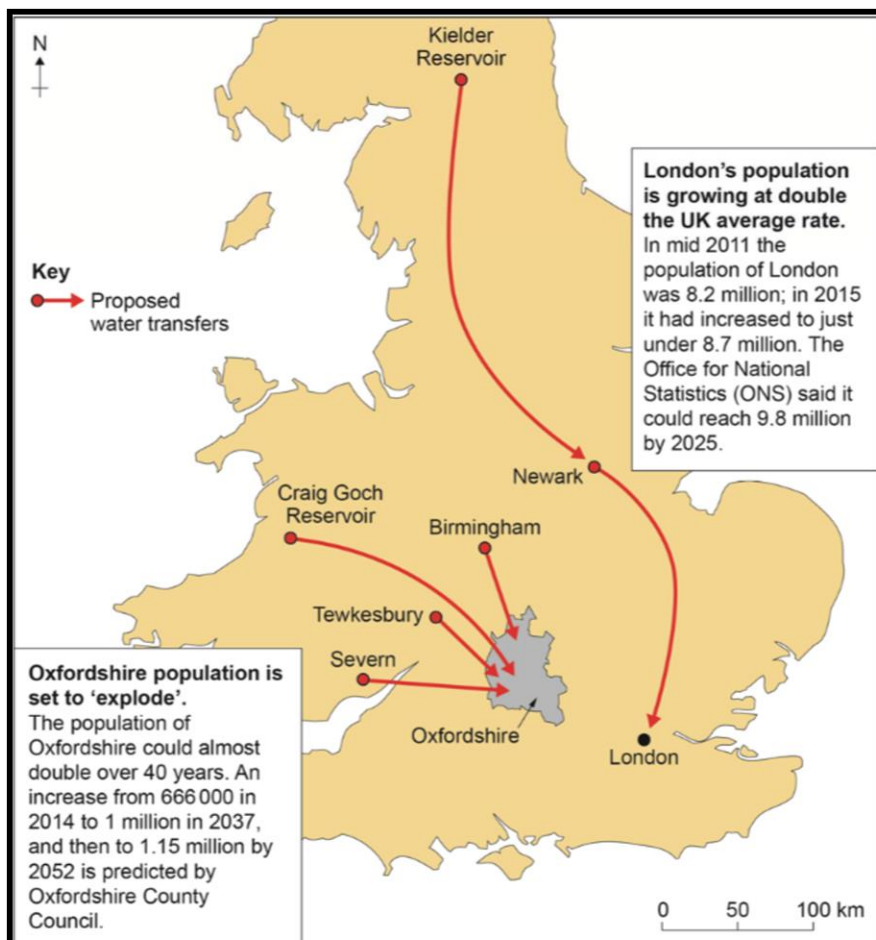 Kielder
Reservoir
N
London’s population
is growing at double
the UK average rate.
In mid 2011 the
population of London
was 8.2 million; in 2015
it had increased to just
under 8.7 million. The
Office for National
Statistics (ONS) said it
could reach 9.8 million
by 2025.
Key
Proposed
water transfers
Newark
Craig Goch
Reservoir
Birmingham
Tewkesbury
Severn
Oxfordshire
London
Oxfordshire population is
set to ‘explode’.
The population of
Oxfordshire could almost
double over 40 years. An
increase from 666 000 in
2014 to 1 million in 2037,
and then to 1.15 million by
2052 is predicted by
Oxfordshire County
Council.
0 50 100 km